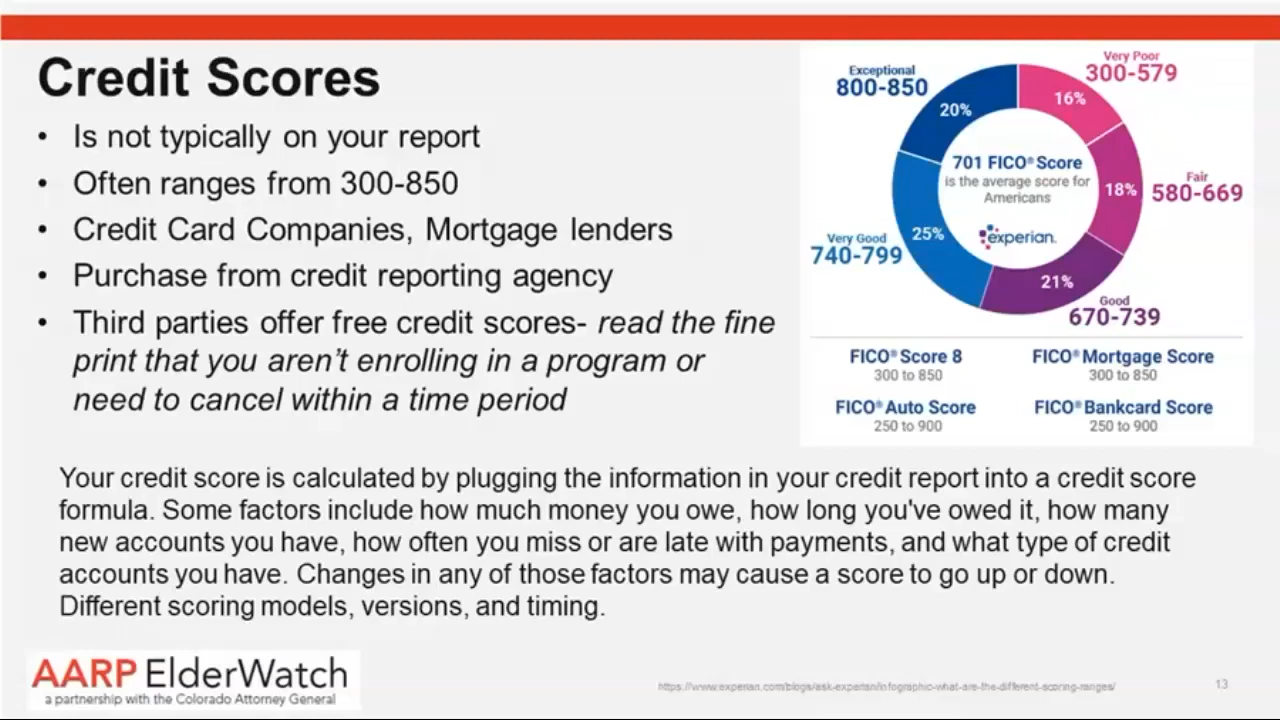 Credit Scores
• Is not typically on your report
• Often ranges from 300-850
• Credit Card Companies, Mortgage lenders
• Purchase from credit reporting agency
• Third parties offer free credit scores- read the fine
print that you aren’t enrolling in a program or
need to cancel within a time period
Exceptional
800-850
20%
Very Poor
300-579
16%
Fair
580-669
18%
Good
670-739
21%
Very Good
740-799
25%
701 FICO® Score
is the average score for
Americans
experian.
FICO® Score 8
300 to 850
FICO® Mortgage Score
300 to 850
FICO® Auto Score
250 to 900
FICO® Bankcard Score
250 to 900
Your credit score is calculated by plugging the information in your credit report into a credit score
formula. Some factors include how much money you owe, how long you've owed it, how many
new accounts you have, how often you miss or are late with payments, and what type of credit
accounts you have. Changes in any of those factors may cause a score to go up or down.
Different scoring models, versions, and timing.
AARP ElderWatch
a partnership with the Colorado Attorney General
https://www.experian.com/blogs/ask-experian/infographic-what-are-the-different-scoring-ranges/
13